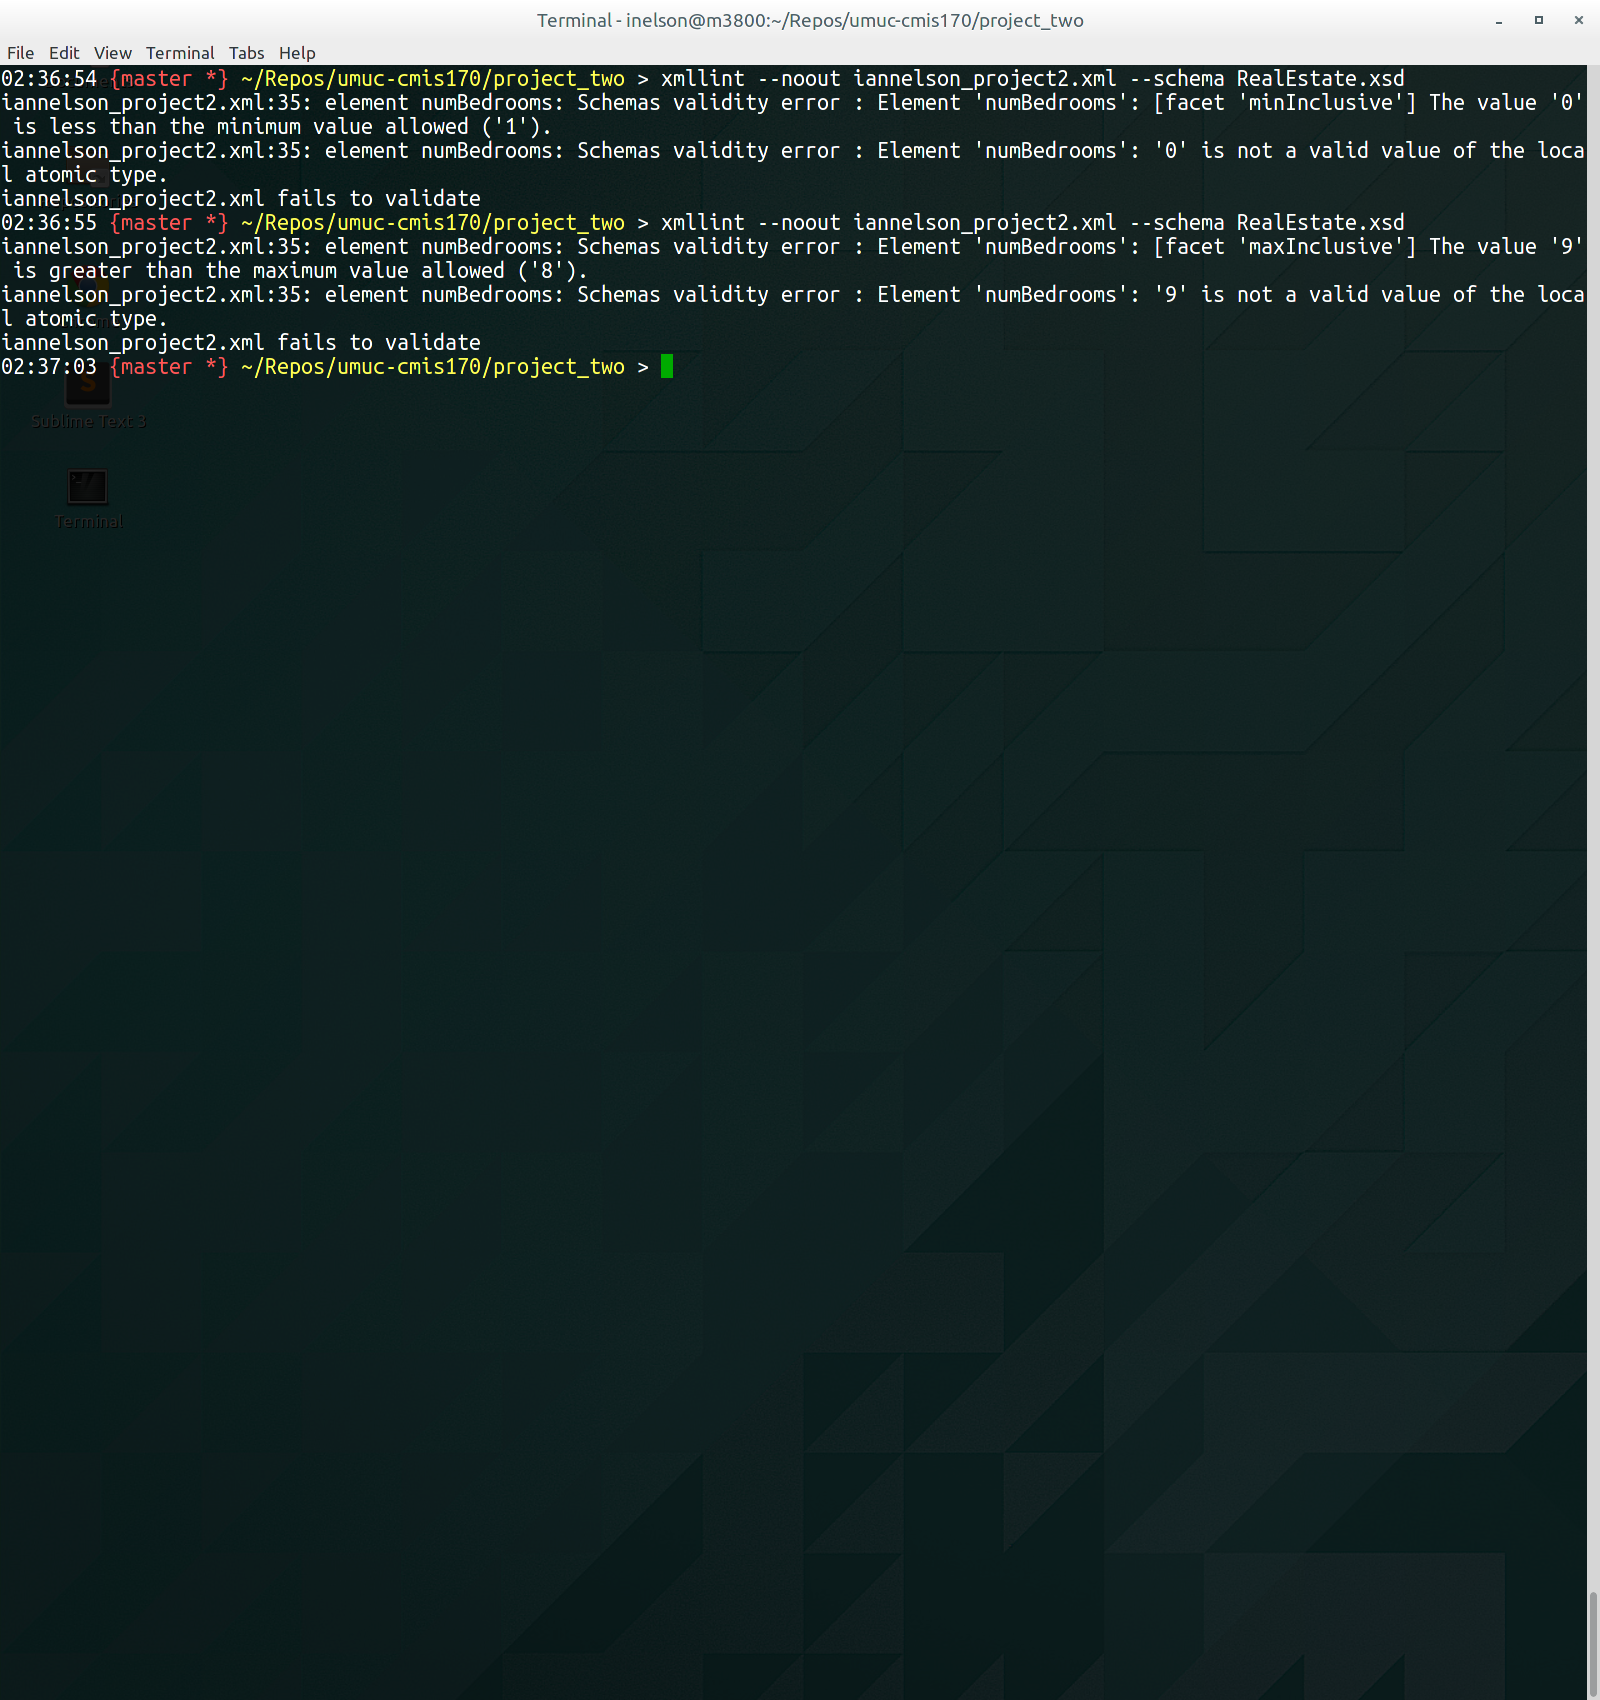 Terminal - inelson@m3800:~/Repos/umuc-cmis170/project_two
File Edit View Terminal Tabs Help
02:36:54 {master *} ~/Repos/umuc-cmis170/project_two > xmllint --noout iannelson_project2.xml --schema RealEstate.xsd
iannelson_project2.xml:35: element numBedrooms: Schemas validity error : Element 'numBedrooms': [facet 'minInclusive'] The value '0'
is less than the minimum value allowed ('1').
iannelson_project2.xml:35: element numBedrooms: Schemas validity error : Element 'numBedrooms': '0' is not a valid value of the loca
l atomic type.
iannelson_project2.xml fails to validate
02:36:55 {master *} ~/Repos/umuc-cmis170/project_two > xmllint --noout iannelson_project2.xml --schema RealEstate.xsd
iannelson_project2.xml:35: element numBedrooms: Schemas validity error : Element 'numBedrooms': [facet 'maxInclusive'] The value '9'
is greater than the maximum value allowed ('8').
iannelson_project2.xml:35: element numBedrooms: Schemas validity error : Element 'numBedrooms': '9' is not a valid value of the loca
l atomic type.
iannelson_project2.xml fails to validate
02:37:03 {master *} ~/Repos/umuc-cmis170/project_two >
Sublime Text 3
Terminal